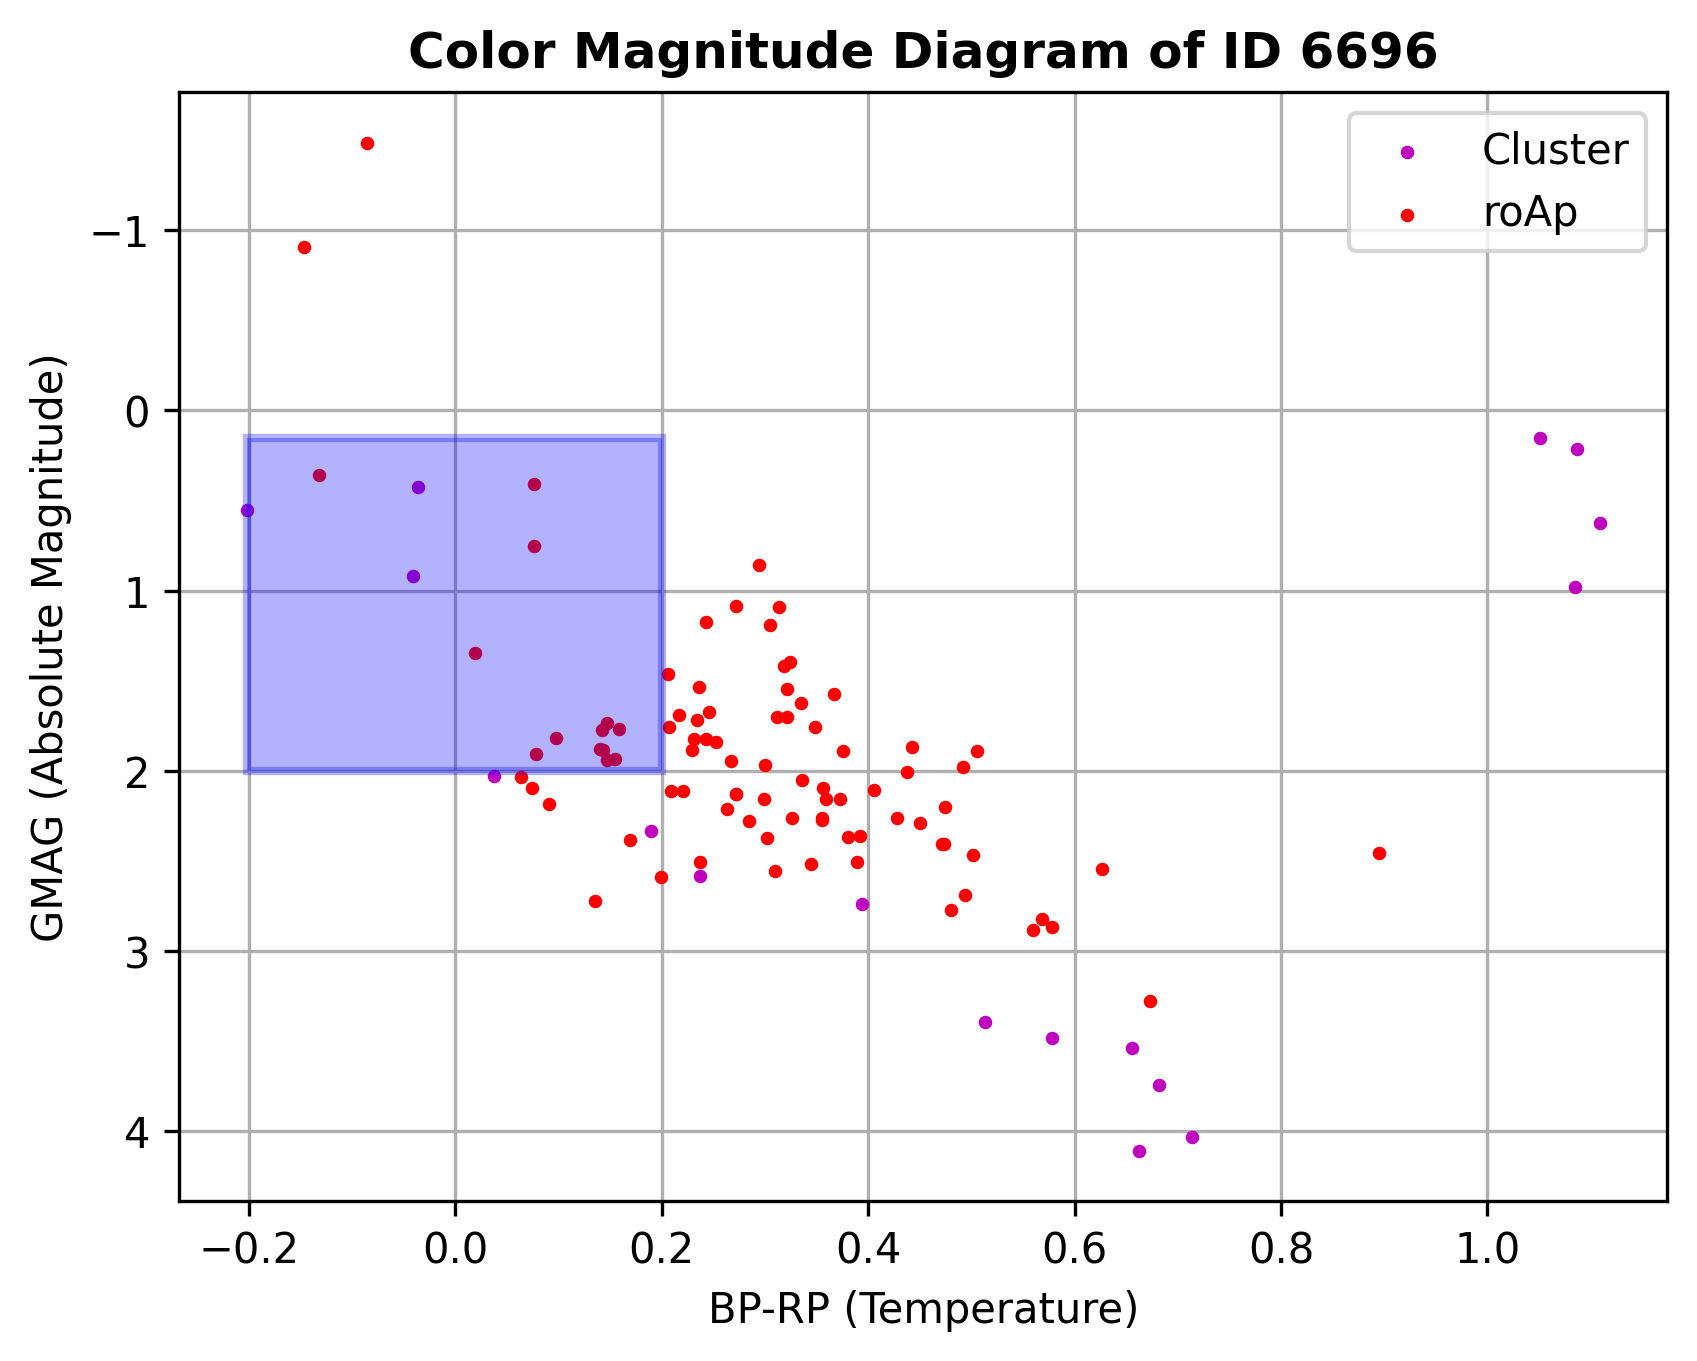 Color Magnitude Diagram of ID 6696
Cluster
roAp
−1
0
1
2
3
4
GMAG (Absolute Magnitude)
−0.2 0.0 0.2 0.4 0.6 0.8 1.0
BP-RP (Temperature)